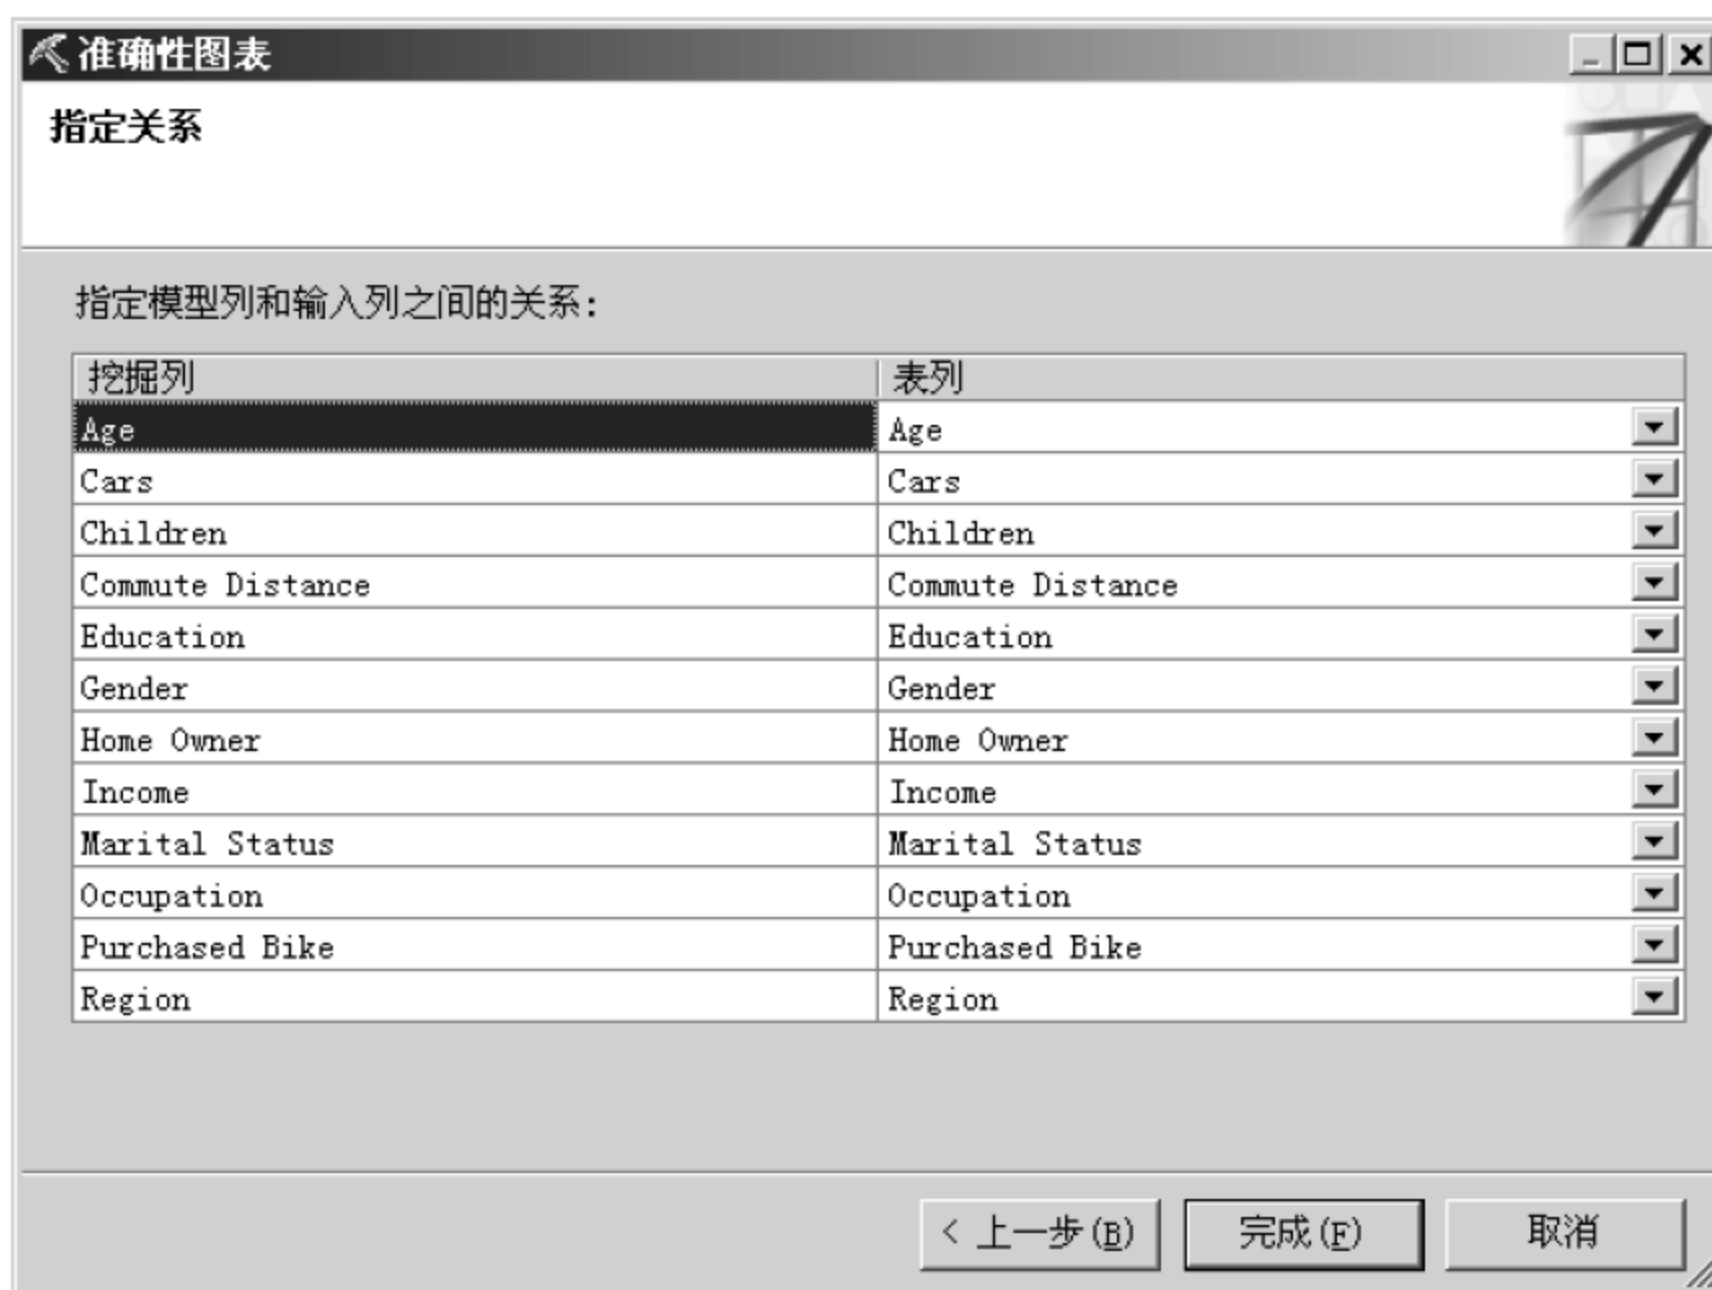 准确性图表
指定关系
指定模型列和输入列之间的关系:
挖掘列 表列
Age Age
Cars Cars
Children Children
Commute Distance Commute Distance
Education Education
Gender Gender
Home Owner Home Owner
Income Income
Marital Status Marital Status
Occupation Occupation
Purchased Bike Purchased Bike
Region Region
< 上一步(B) 完成(F) 取消